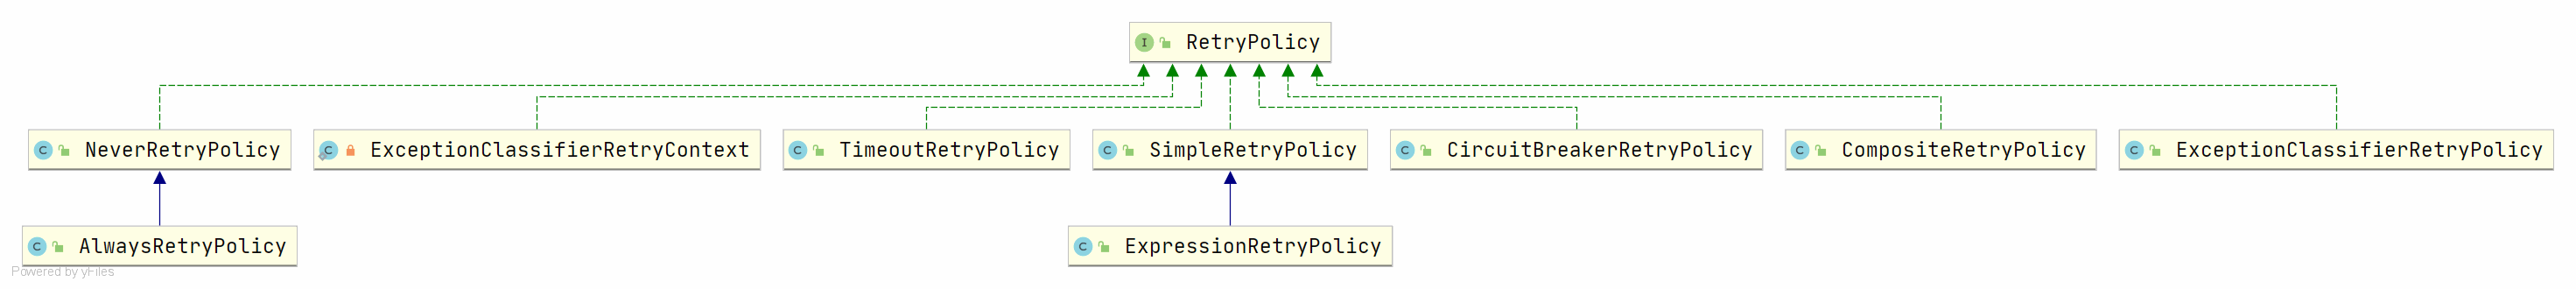 RetryPolicy
NeverRetryPolicy
ExceptionClassifierRetryContext
TimeoutRetryPolicy
SimpleRetryPolicy
CircuitBreakerRetryPolicy
CompositeRetryPolicy
ExceptionClassifierRetryPolicy
AlwaysRetryPolicy
ExpressionRetryPolicy
Powered by yFiles